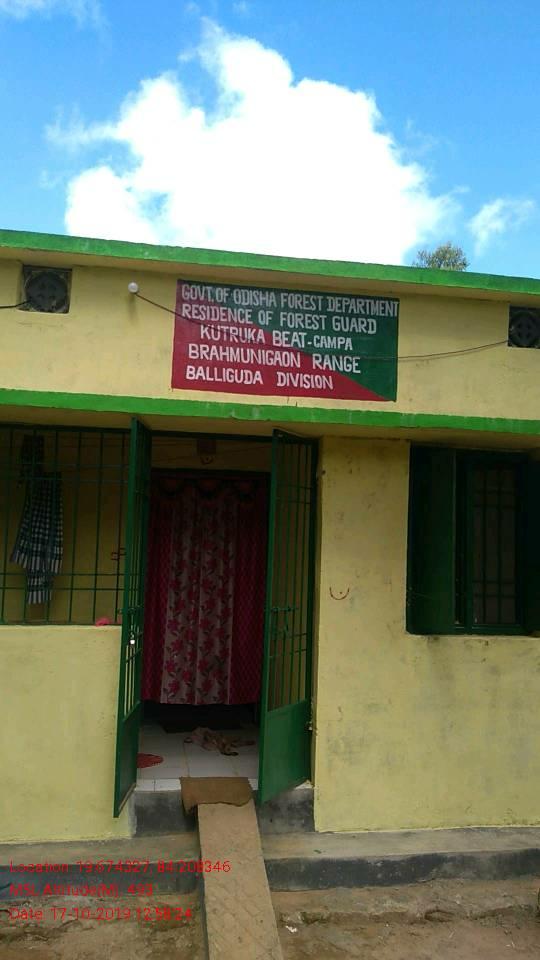 GOVT. OF ODISHA FOREST DEPARTMENT
RESIDENCE OF FOREST GUARD
KUTRUKA BEAT-CAMPA
BRAHMUNIGAON RANGE
BALLIGUDA DIVISION
Location: 19.674327, 84.208346
MSL Altitude(M): 493
Date: 17-10-2019 12:58:24